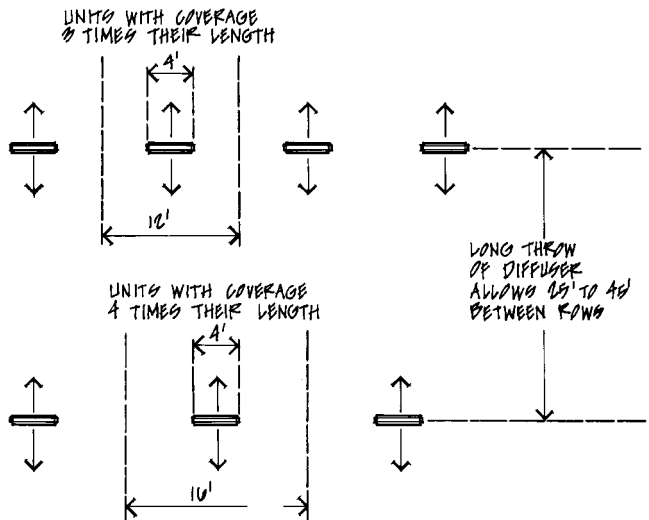 UNITS WITH COVERAGE
3 TIMES THEIR LENGTH
4'
12'
LONG THROW
OF DIFFUSER
ALLOWS 25' TO 45'
BETWEEN ROWS
UNITS WITH COVERAGE
4 TIMES THEIR LENGTH
4'
16'